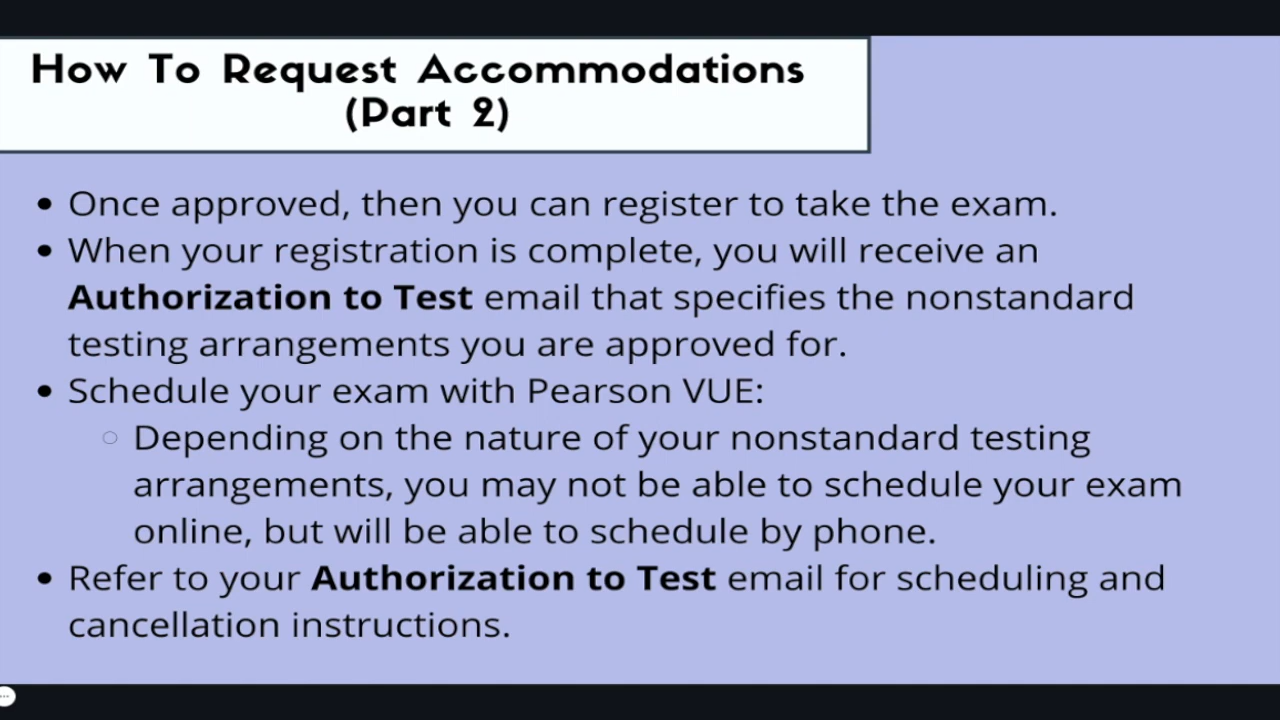 How To Request Accommodations
(Part 2)
• Once approved, then you can register to take the exam.
• When your registration is complete, you will receive an
Authorization to Test email that specifies the nonstandard
testing arrangements you are approved for.
• Schedule your exam with Pearson VUE:
○ Depending on the nature of your nonstandard testing
arrangements, you may not be able to schedule your exam
online, but will be able to schedule by phone.
• Refer to your Authorization to Test email for scheduling and
cancellation instructions.